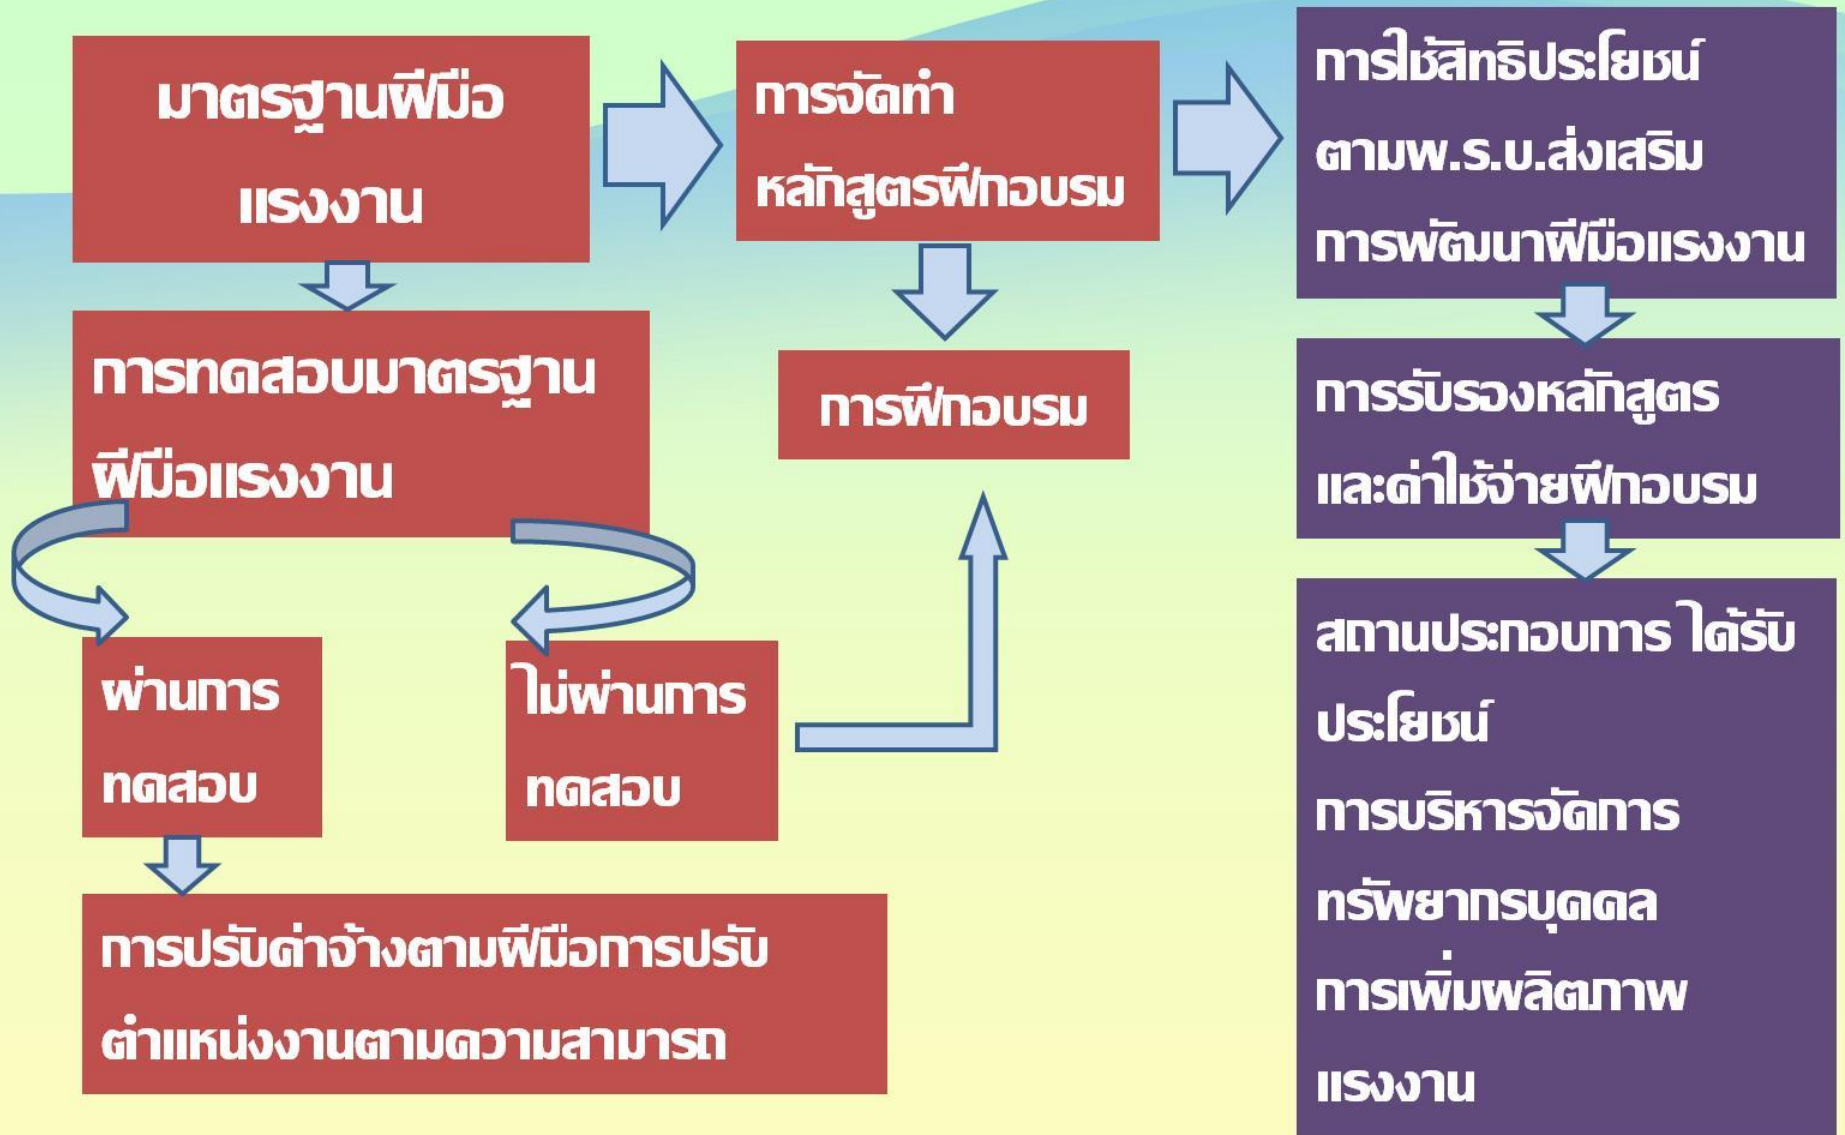 มาตรฐานฝีมือ
แรงงาน
การทดสอบมาตรฐาน
ฝีมือแรงงาน
ผ่านการ
ทดสอบ
ไม่ผ่านการ
ทดสอบ
การปรับค่าจ้างตามฝีมือการปรับ
ตำแหน่งงานตามความสามารถ
การจัดทำ
หลักสูตรฝึกอบรม
การฝึกอบรม
การใช้สิทธิประโยชน์
ตามพ.ร.บ.ส่งเสริม
การพัฒนาฝีมือแรงงาน
การรับรองหลักสูตร
และค่าใช้จ่ายฝึกอบรม
สถานประกอบการ ได้รับ
ประโยชน์
การบริหารจัดการ
ทรัพยากรบุคคล
การเพิ่มผลิตภาพ
แรงงาน